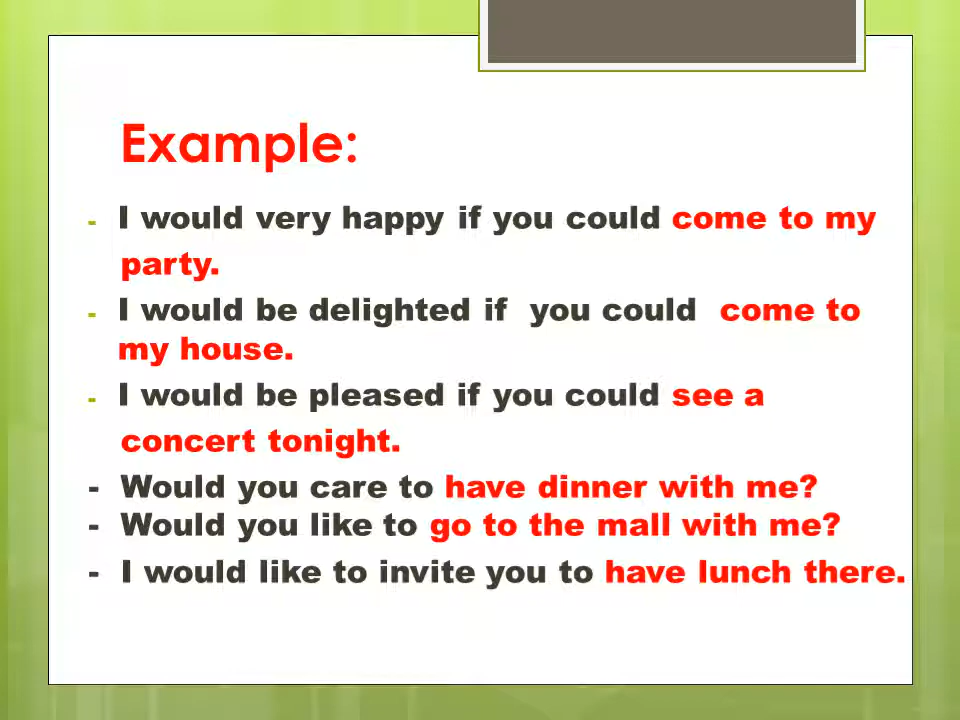 Example:
- I would very happy if you could come to my
party.
- I would be delighted if you could come to
my house.
- I would be pleased if you could see a
concert tonight.
- Would you care to have dinner with me?
- Would you like to go to the mall with me?
- I would like to invite you to have lunch there.